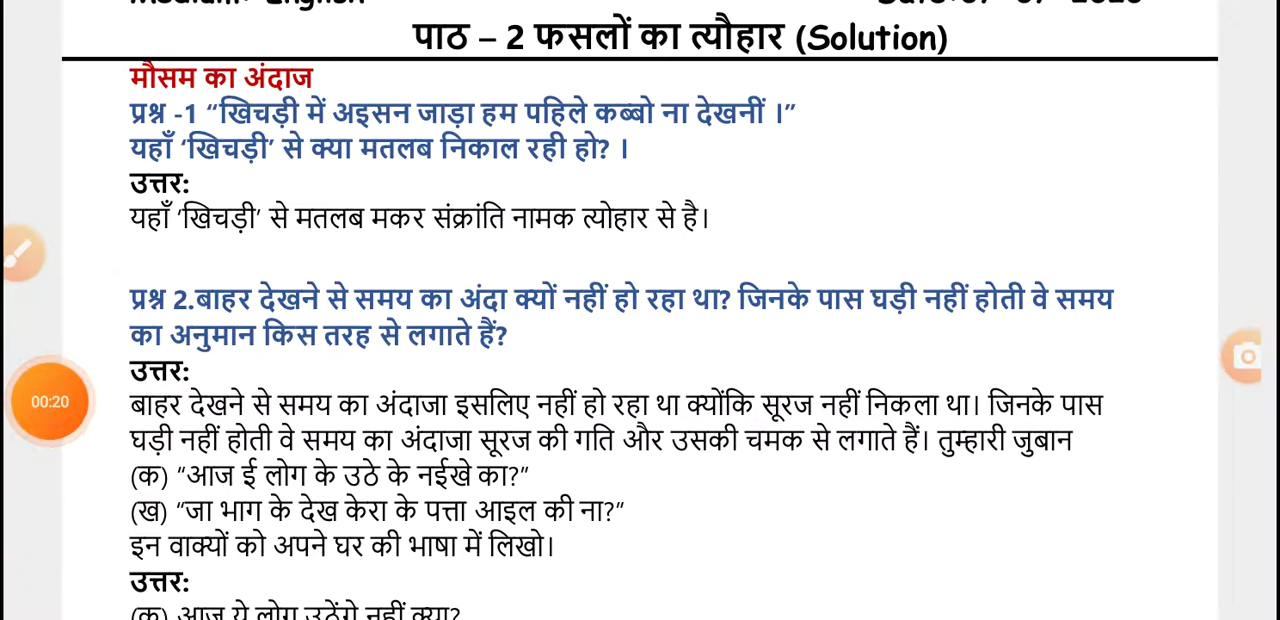 पाठ – 2 फसलों का त्यौहार (Solution)
मौसम का अंदाज
प्रश्न -1 “खिचड़ी में अइसन जाड़ा हम पहिले कब्बो ना देखनीं ।”
यहाँ ‘खिचड़ी’ से क्या मतलब निकाल रही हो? ।
उत्तर:
यहाँ ‘खिचड़ी’ से मतलब मकर संक्रांति नामक त्योहार से है।
प्रश्न 2.बाहर देखने से समय का अंदा क्यों नहीं हो रहा था? जिनके पास घड़ी नहीं होती वे समय
का अनुमान किस तरह से लगाते हैं?
उत्तर:
बाहर देखने से समय का अंदाजा इसलिए नहीं हो रहा था क्योंकि सूरज नहीं निकला था। जिनके पास
घड़ी नहीं होती वे समय का अंदाजा सूरज की गति और उसकी चमक से लगाते हैं। तुम्हारी जुबान
(क) “आज ई लोग के उठे के नईखे का?”
(ख) “जा भाग के देख केरा के पत्ता आइल की ना?”
इन वाक्यों को अपने घर की भाषा में लिखो।
उत्तर:
(क) आज ये लोग उठेंगे नहीं क्या?
00:20